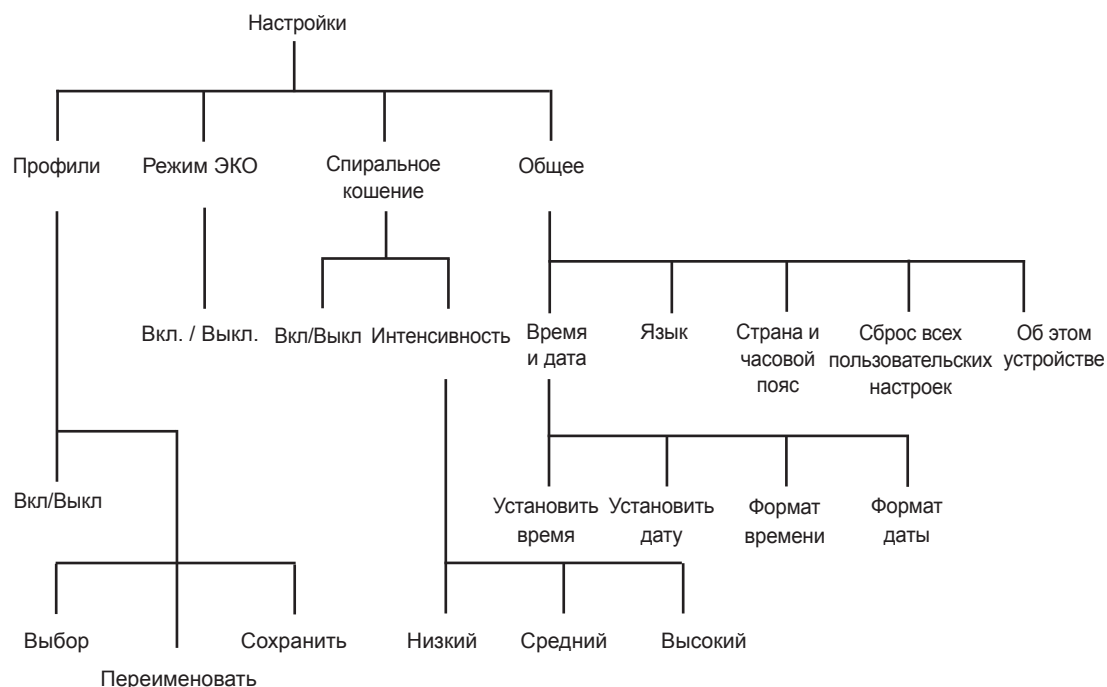 Настройки
Профили
Режим ЭКО
Спиральное
кошение
Общее
Вкл. / Выкл.
Вкл/Выкл
Интенсивность
Время
и дата
Язык
Страна и
часовой
пояс
Сброс всех
пользовательских
настроек
Об этом
устройстве
Вкл/Выкл
Установить
время
Установить
дату
Формат
времени
Формат
даты
Выбор
Переименовать
Сохранить
Низкий
Средний
Высокий